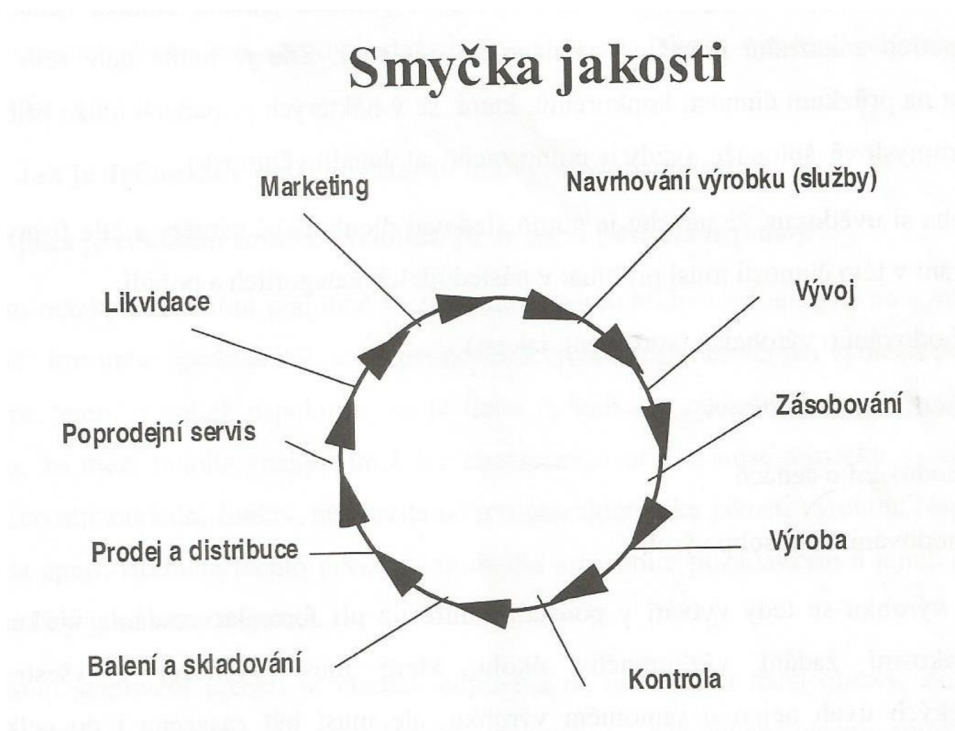 Smyčka jakosti
Marketing
Navrhování výrobku (služby)
Likvidace
Vývoj
Zásobování
Poprodejní servis
Výroba
Prodej a distribuce
Balení a skladování
Kontrola